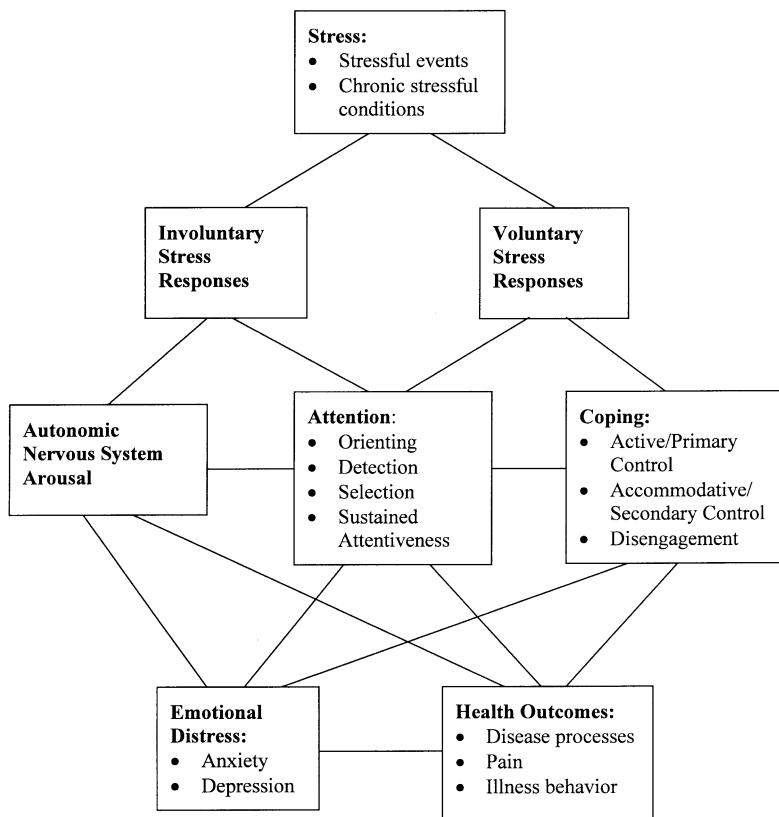 Stress:
• Stressful events
• Chronic stressful
conditions
Involuntary
Stress
Responses
Voluntary
Stress
Responses
Autonomic
Nervous System
Arousal
Attention:
• Orienting
• Detection
• Selection
• Sustained
Attentiveness
Coping:
• Active/Primary
Control
• Accommodative/
Secondary Control
• Disengagement
Emotional
Distress:
• Anxiety
• Depression
Health Outcomes:
• Disease processes
• Pain
• Illness behavior